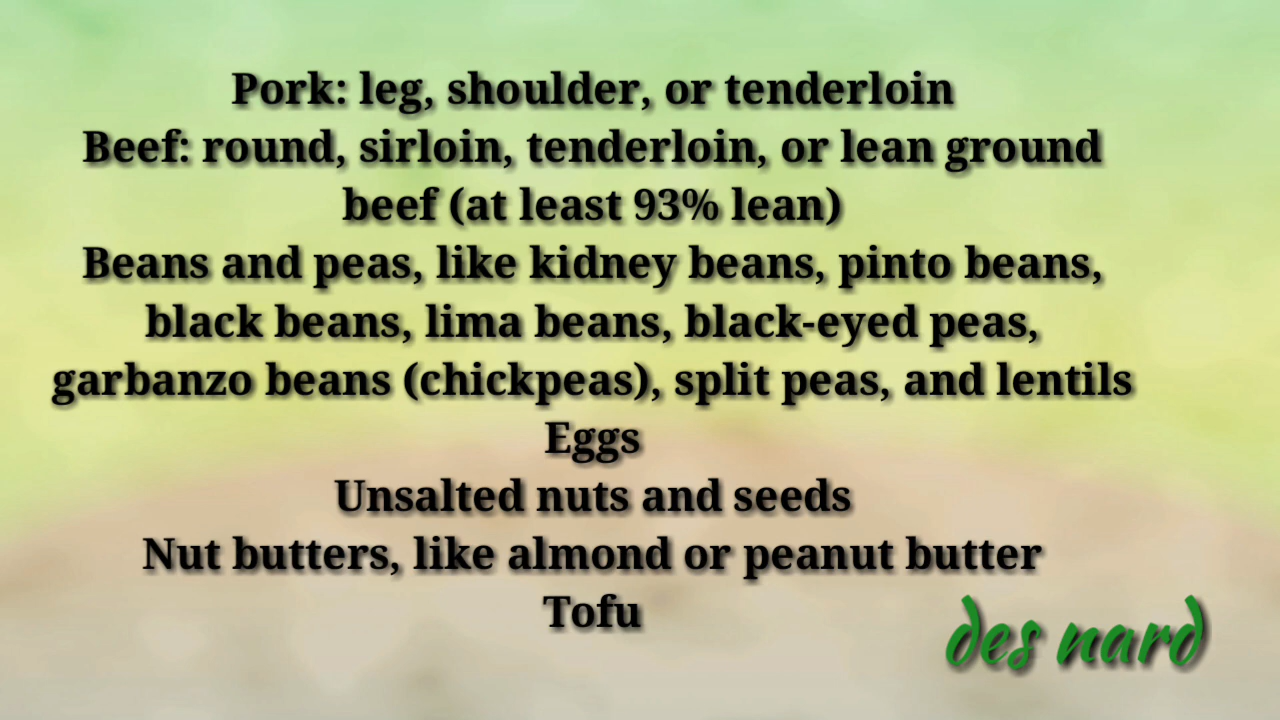 Pork: leg, shoulder, or tenderloin
Beef: round, sirloin, tenderloin, or lean ground
beef (at least 93% lean)
Beans and peas, like kidney beans, pinto beans,
black beans, lima beans, black-eyed peas,
garbanzo beans (chickpeas), split peas, and lentils
Eggs
Unsalted nuts and seeds
Nut butters, like almond or peanut butter
Tofu
des nard